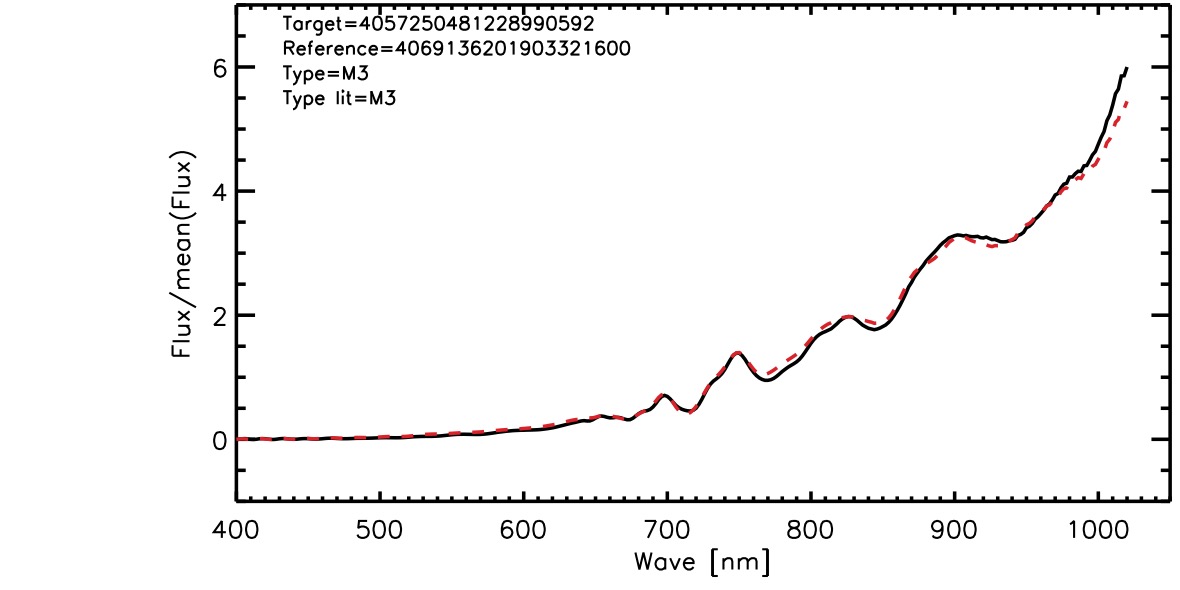 Target=4057250481228990592
Reference=4069136201903321600
Type=M3
Type lit=M3
6
4
2
0
Flux/mean(Flux)
400 500 600 700 800 900 1000
Wave [nm]